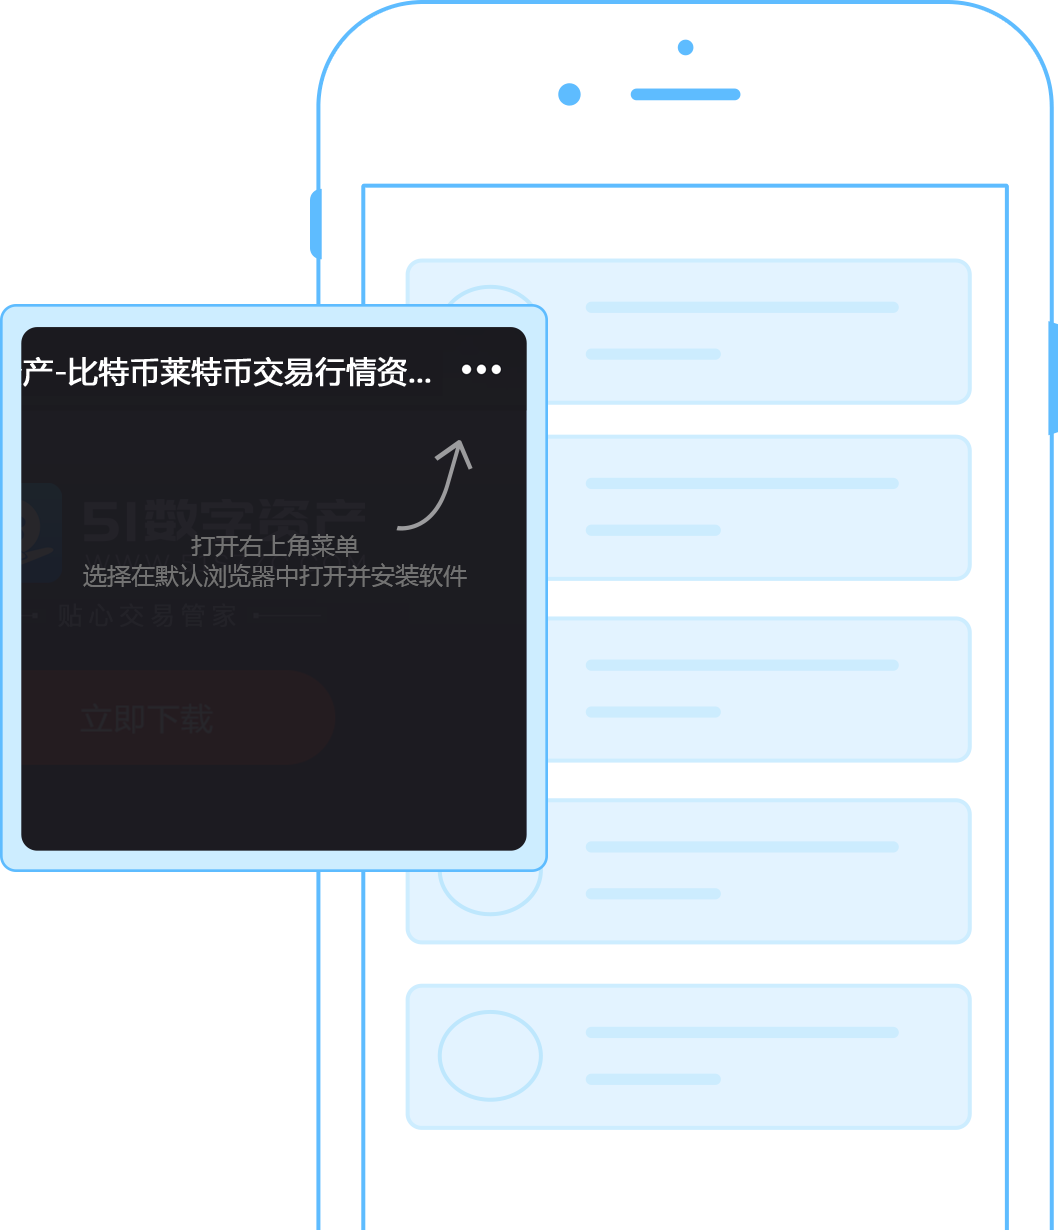 产-比特币莱特币交易行情资...
51数字资产
打开右上角菜单
选择在默认浏览器中打开并安装软件
贴心交易管家
立即下载